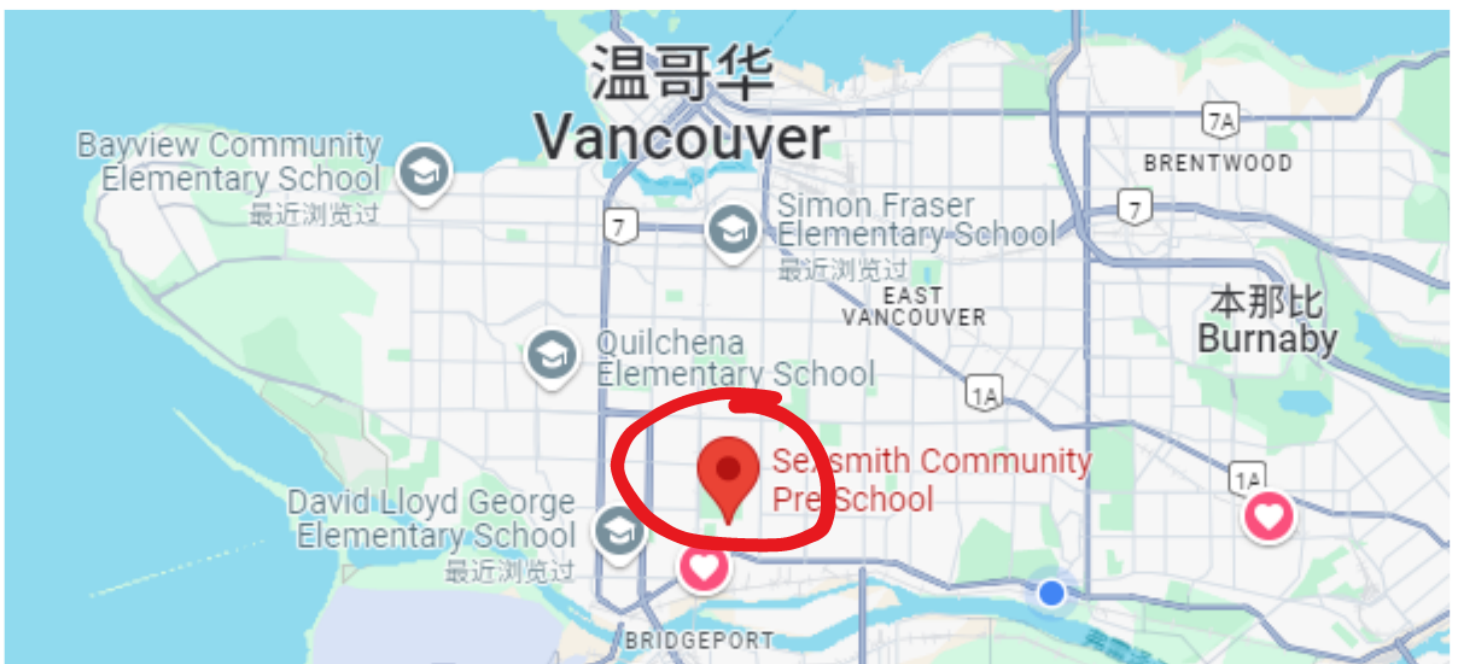 温哥华
Vancouver
7A
BRENTWOOD
Bayview Community
Elementary School
最近浏览过
7
7
Simon Fraser
Elementary School
最近浏览过
EAST
VANCOUVER
本那比
Burnaby
Quilchena
Elementary School
1A
Sexsmith Community
Pre School
1A
David Lloyd George
Elementary School
最近浏览过
BRIDGEPORT